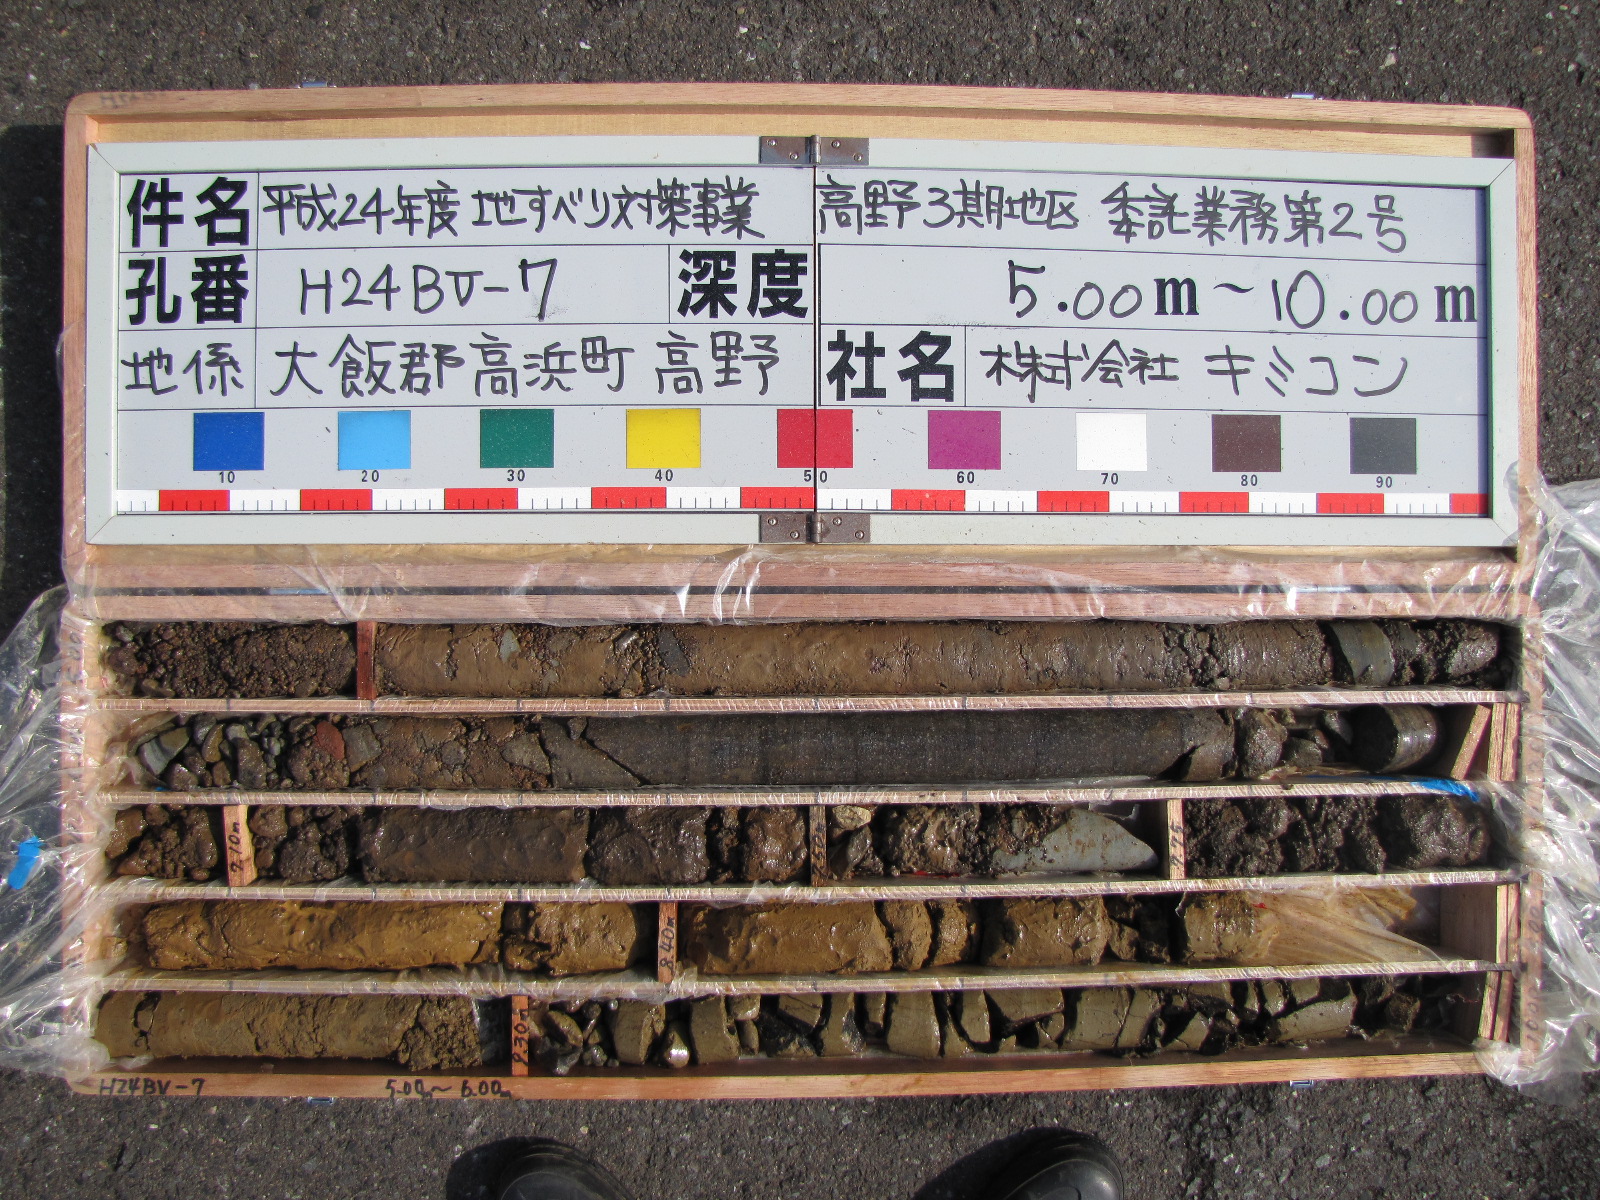 件名 平成24年度 地すべり対策事業 高野3期地区 委託業務第2号
孔番 H24BV-7 深度 5.00m~10.00m
地係 大飯郡高浜町 高野 社名 株式会社 キミコン
10 20 30 40 50 60 70 80 90
8.40m
9.30m
H24BV-7 5.00m~6.00m